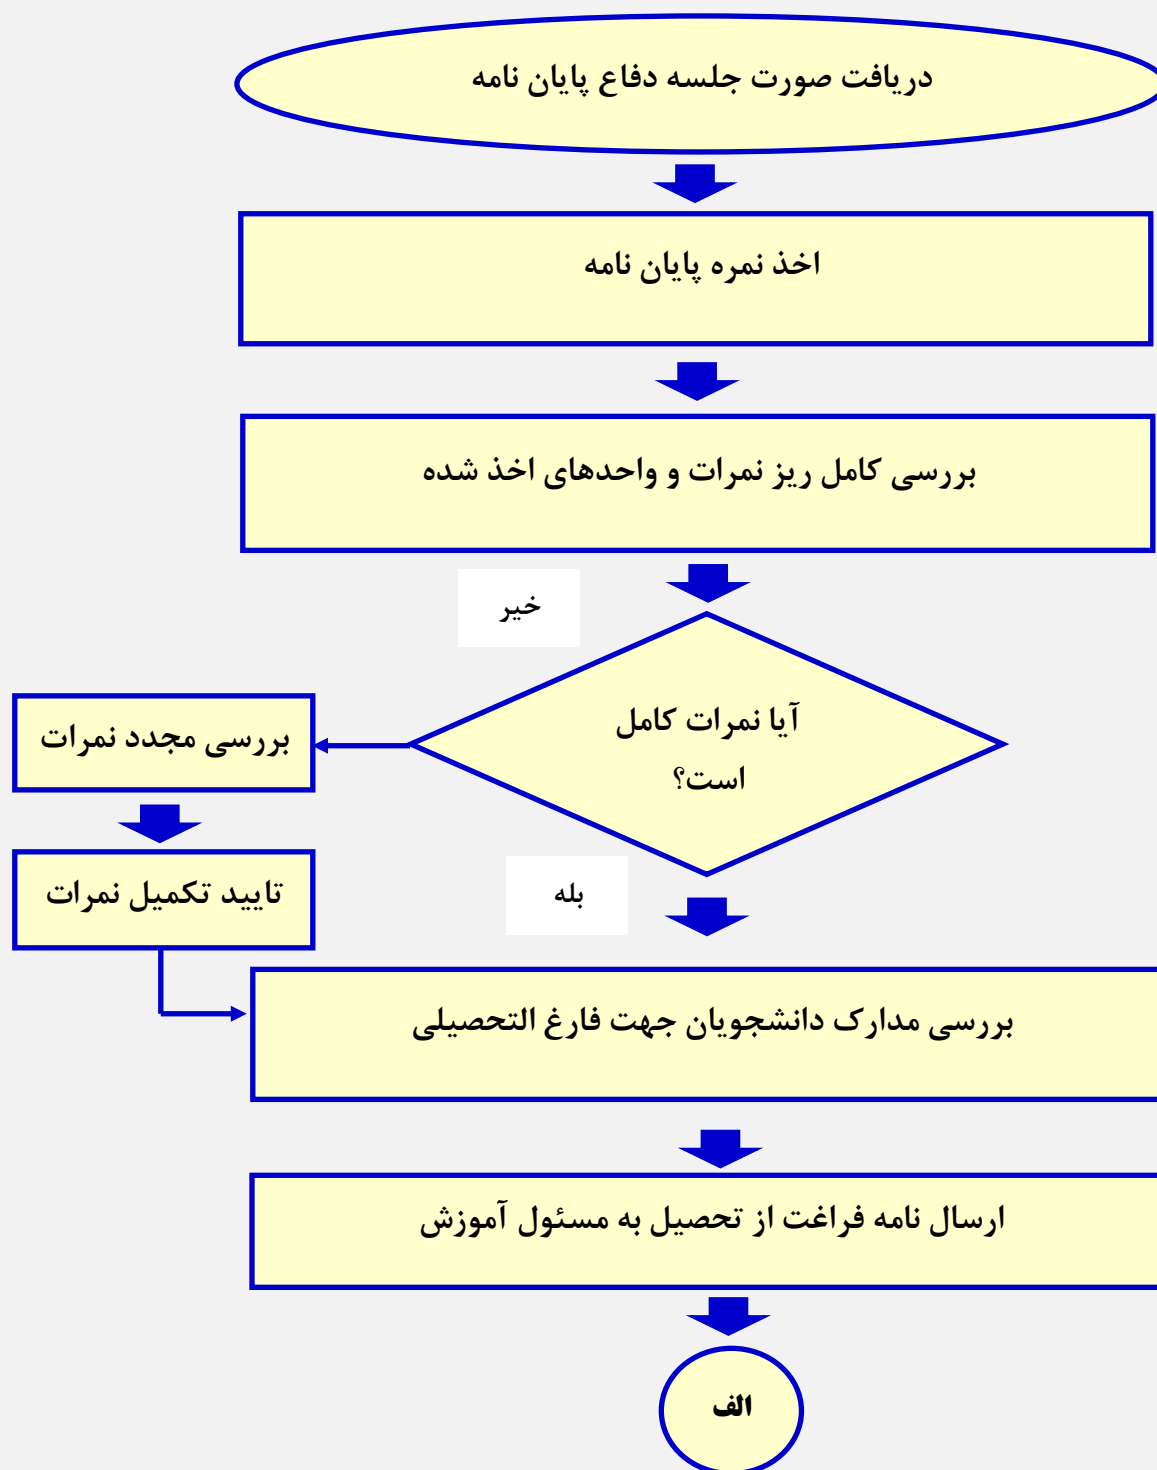 دریافت صورت جلسه دفاع پایان نامه
اخذ نمره پایان نامه
بررسی کامل ریز نمرات و واحدهای اخذ شده
خیر
آیا نمرات کامل
است؟
بررسی مجدد نمرات
تایید تکمیل نمرات
بله
بررسی مدارک دانشجویان جهت فارغ التحصیلی
ارسال نامه فراغت از تحصیل به مسئول آموزش
الف